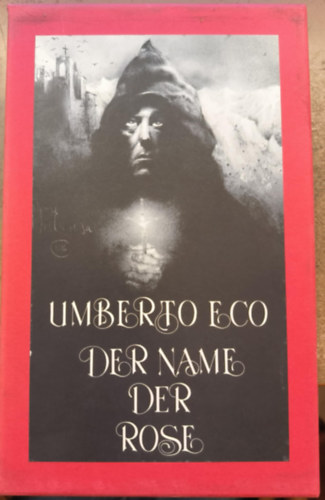 UMBERTO ECO
DER NAME
DER
ROSE